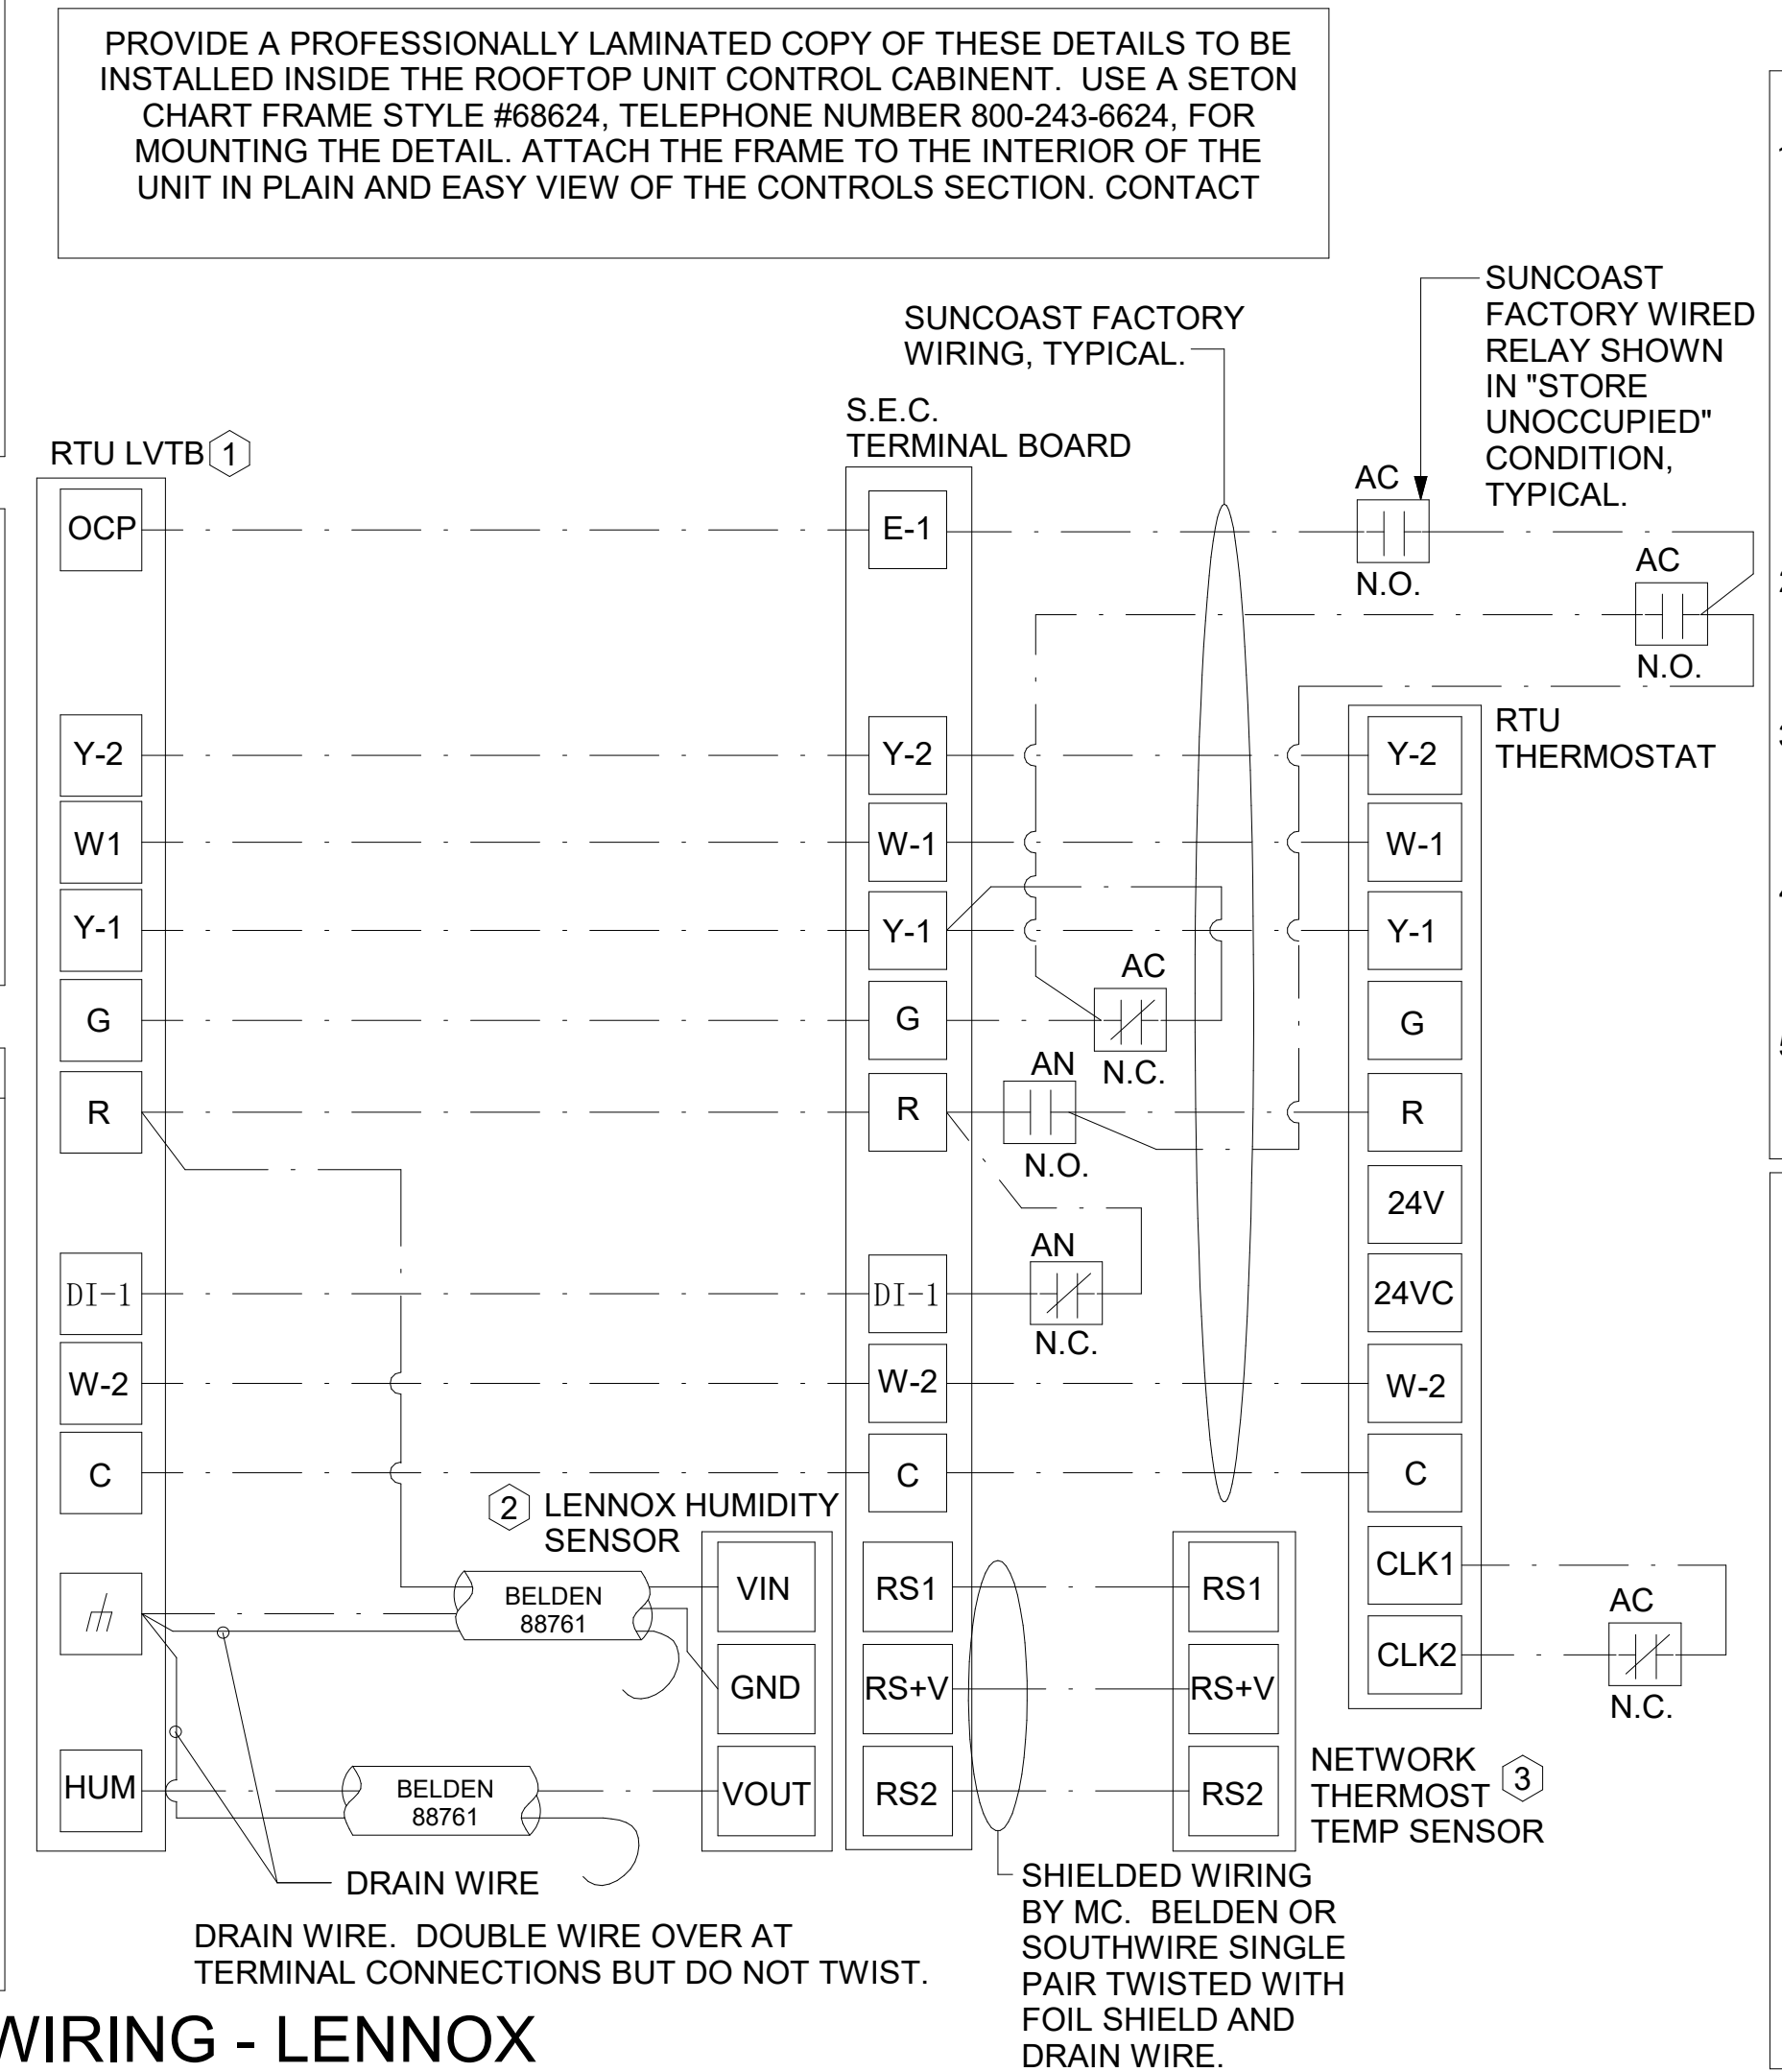 PROVIDE A PROFESSIONALLY LAMINATED COPY OF THESE DETAILS TO BE
INSTALLED INSIDE THE ROOFTOP UNIT CONTROL CABINENT. USE A SETON
CHART FRAME STYLE #68624, TELEPHONE NUMBER 800-243-6624, FOR
MOUNTING THE DETAIL. ATTACH THE FRAME TO THE INTERIOR OF THE
UNIT IN PLAIN AND EASY VIEW OF THE CONTROLS SECTION. CONTACT
SUNCOAST
FACTORY WIRED
RELAY SHOWN
IN "STORE
UNOCCUPIED"
CONDITION,
TYPICAL.
SUNCOAST FACTORY
WIRING, TYPICAL.
S.E.C.
TERMINAL BOARD
RTU LVTB 1
OCP
Y-2
W1
Y-1
G
R
DI-1
W-2
C
HUM
E-1
Y-2
W-1
Y-1
G
R
DI-1
W-2
C
RS1
RS+V
RS2
AC
N.O.
AC
N.O.
AC
N.C.
AN
N.O.
AN
N.C.
RTU
THERMOSTAT
Y-2
W-1
Y-1
G
R
24V
24VC
W-2
C
CLK1
CLK2
AC
N.C.
2 LENNOX HUMIDITY
SENSOR
VIN
GND
VOUT
BELDEN
88761
BELDEN
88761
RS1
RS+V
RS2
NETWORK
THERMOST 3
TEMP SENSOR
DRAIN WIRE
DRAIN WIRE. DOUBLE WIRE OVER AT
TERMINAL CONNECTIONS BUT DO NOT TWIST.
SHIELDED WIRING
BY MC. BELDEN OR
SOUTHWIRE SINGLE
PAIR TWISTED WITH
FOIL SHIELD AND
DRAIN WIRE.
WIRING - LENNOX